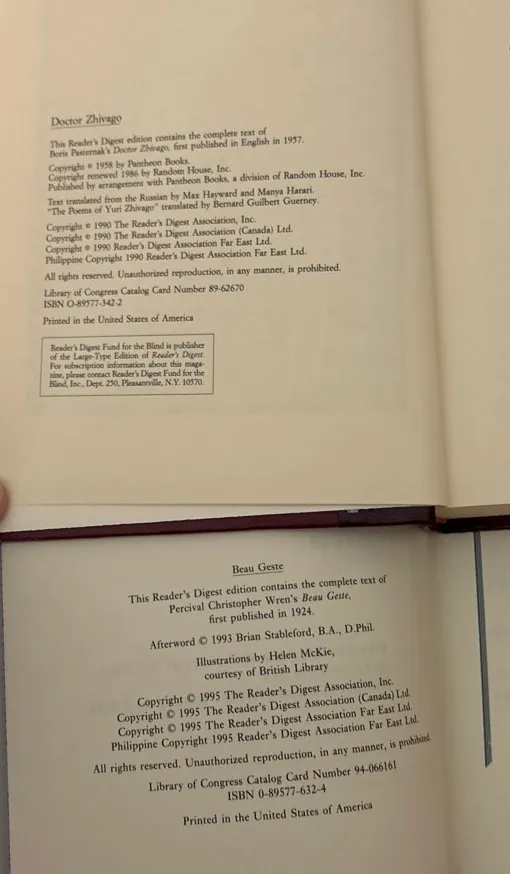 Doctor Zhivago
This Reader's Digest edition contains the complete text of
Boris Pasternak's Doctor Zhivago, first published in English in 1957.
Copyright © 1958 by Pantheon Books.
Copyright renewed 1986 by Random House, Inc.
Published by arrangement with Pantheon Books, a division of Random House, Inc.
Text translated from the Russian by Max Hayward and Manya Harari.
"The Poems of Yuri Zhivago" translated by Bernard Guilbert Guerney.
Copyright © 1990 The Reader's Digest Association, Inc.
Copyright © 1990 The Reader's Digest Association (Canada) Ltd.
Copyright © 1990 Reader's Digest Association Far East Ltd.
Philippine Copyright 1990 Reader's Digest Association Far East Ltd.
All rights reserved. Unauthorized reproduction, in any manner, is prohibited.
Library of Congress Catalog Card Number 89-62670
ISBN O-89577-342-2
Printed in the United States of America
Reader's Digest Fund for the Blind is publisher
of the Large-Type Edition of Reader's Digest.
For subscription information about this maga-
zine, please contact Reader's Digest Fund for the
Blind, Inc., Dept. 250, Pleasantville, N.Y. 10570.
Beau Geste
This Reader's Digest edition contains the complete text of
Percival Christopher Wren's Beau Geste,
first published in 1924.
Afterword © 1993 Brian Stableford, B.A., D.Phil.
Illustrations by Helen McKie,
courtesy of British Library
Copyright © 1995 The Reader's Digest Association, Inc.
Copyright © 1995 The Reader's Digest Association (Canada) Ltd.
Copyright © 1995 The Reader's Digest Association Far East Ltd.
Philippine Copyright 1995 Reader's Digest Association Far East Ltd.
All rights reserved. Unauthorized reproduction, in any manner, is prohibited.
Library of Congress Catalog Card Number 94-066161
ISBN 0-89577-632-4
Printed in the United States of America